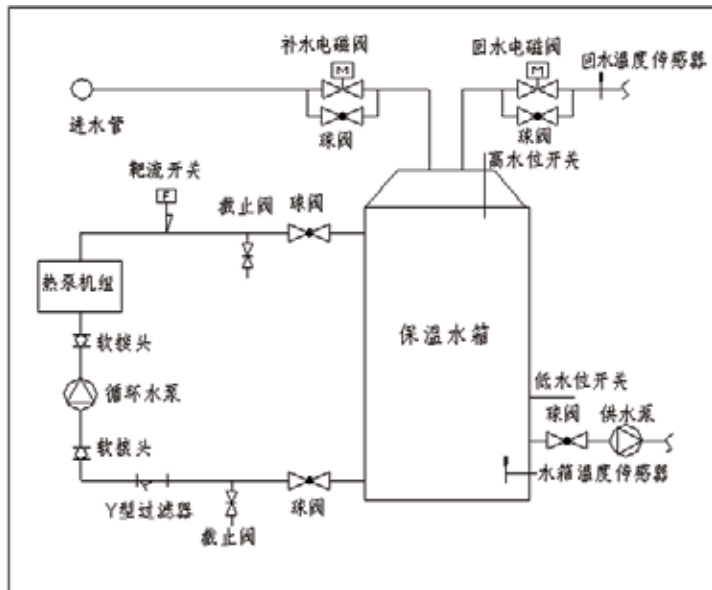 补水电磁阀
回水电磁阀
回水温度传感器
M
M
进水管
球阀
球阀
高水位开关
靶流开关
F
截止阀
球阀
热泵机组
保温水箱
软接头
循环水泵
低水位开关
球阀
供水泵
软接头
水箱温度传感器
Y型过滤器
球阀
截止阀